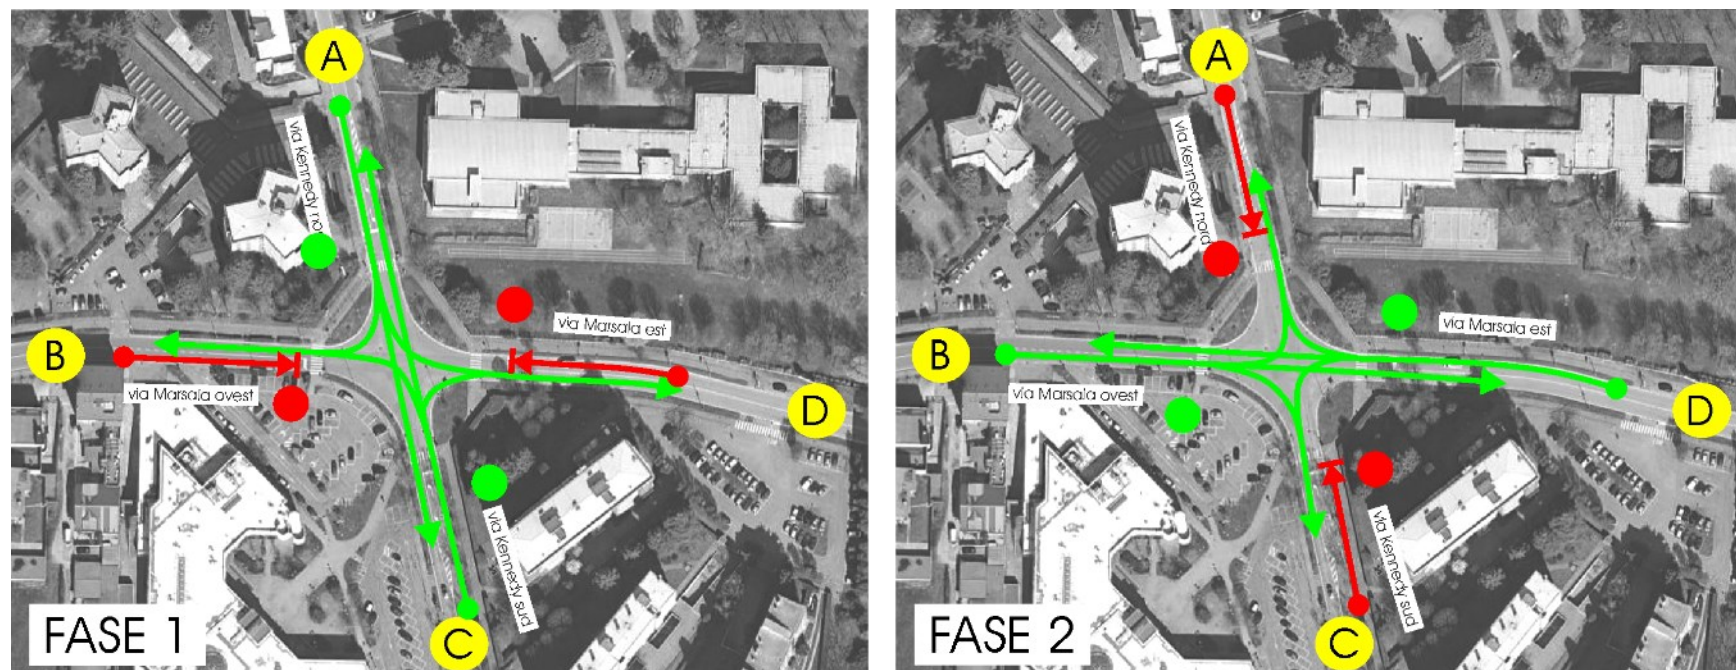 A
via Kennedy nord
via Marsala est
B
via Marsala ovest
D
via Kennedy sud
C
FASE 1
A
via Kennedy nord
via Marsala est
B
via Marsala ovest
D
via Kennedy sud
C
FASE 2